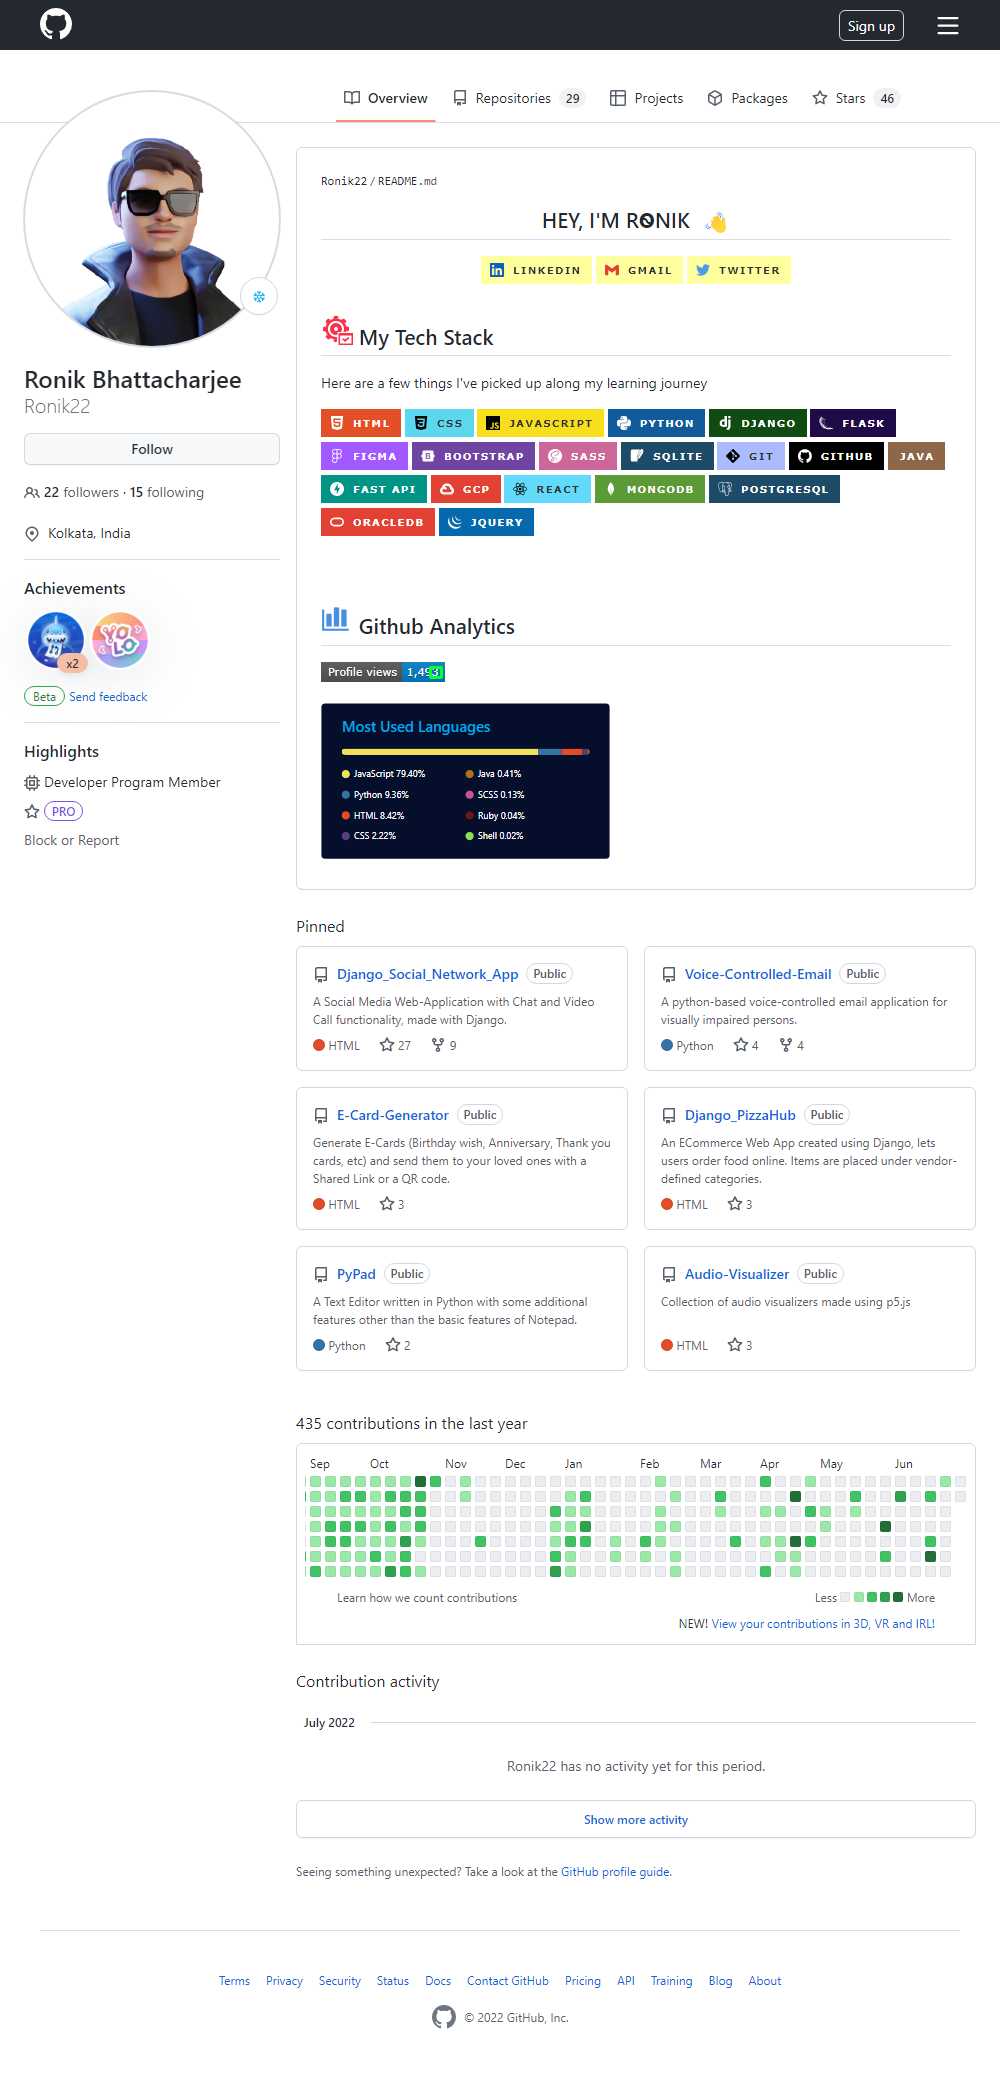 Sign up
Overview Repositories 29 Projects Packages Stars 46
Ronik22/README.md
HEY, I'M RONIK
LINKEDIN GMAIL TWITTER
My Tech Stack
Here are a few things I've picked up along my learning journey
HTML CSS JAVASCRIPT PYTHON DJANGO FLASK
FIGMA BOOTSTRAP SASS SQLITE GIT GITHUB JAVA
FAST API GCP REACT MONGODB POSTGRESQL
ORACLEDB JQUERY
Github Analytics
Profile views
Most Used Languages
JavaScript 79.40% Java 0.41%
Python 9.36% SCSS 0.13%
HTML 8.42% Ruby 0.04%
CSS 2.22% Shell 0.02%
Ronik Bhattacharjee
Ronik22
Follow
22 followers · 15 following
Kolkata, India
Achievements
YOLO
x2
Beta Send feedback
Highlights
Developer Program Member
PRO
Block or Report
Pinned
Django_Social_Network_App Public
A Social Media Web-Application with Chat and Video
Call functionality, made with Django.
HTML 27 9
Voice-Controlled-Email Public
A python-based voice-controlled email application for
visually impaired persons.
Python 4 4
E-Card-Generator Public
Generate E-Cards (Birthday wish, Anniversary, Thank you
cards, etc) and send them to your loved ones with a
Shared Link or a QR code.
HTML 3
Django_PizzaHub Public
An ECommerce Web App created using Django, lets
users order food online. Items are placed under vendor-
defined categories.
HTML 3
PyPad Public
A Text Editor written in Python with some additional
features other than the basic features of Notepad.
Python 2
Audio-Visualizer Public
Collection of audio visualizers made using p5.js
HTML 3
435 contributions in the last year
Sep Oct Nov Dec Jan Feb Mar Apr May Jun
Learn how we count contributions Less More
NEW! View your contributions in 3D, VR and IRL!
Contribution activity
July 2022
Ronik22 has no activity yet for this period.
Show more activity
Seeing something unexpected? Take a look at the GitHub profile guide.
Terms Privacy Security Status Docs Contact GitHub Pricing API Training Blog About
© 2022 GitHub, Inc.